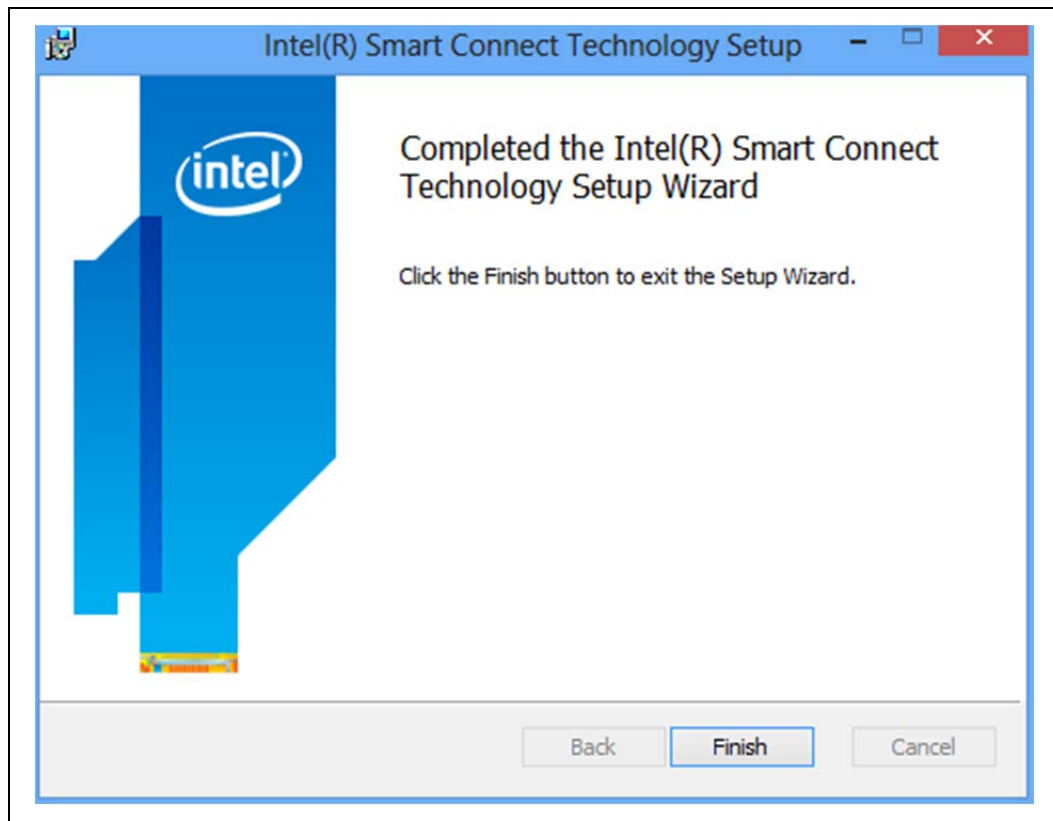 Intel(R) Smart Connect Technology Setup
intel
Completed the Intel(R) Smart Connect
Technology Setup Wizard
Click the Finish button to exit the Setup Wizard.
Back Finish Cancel